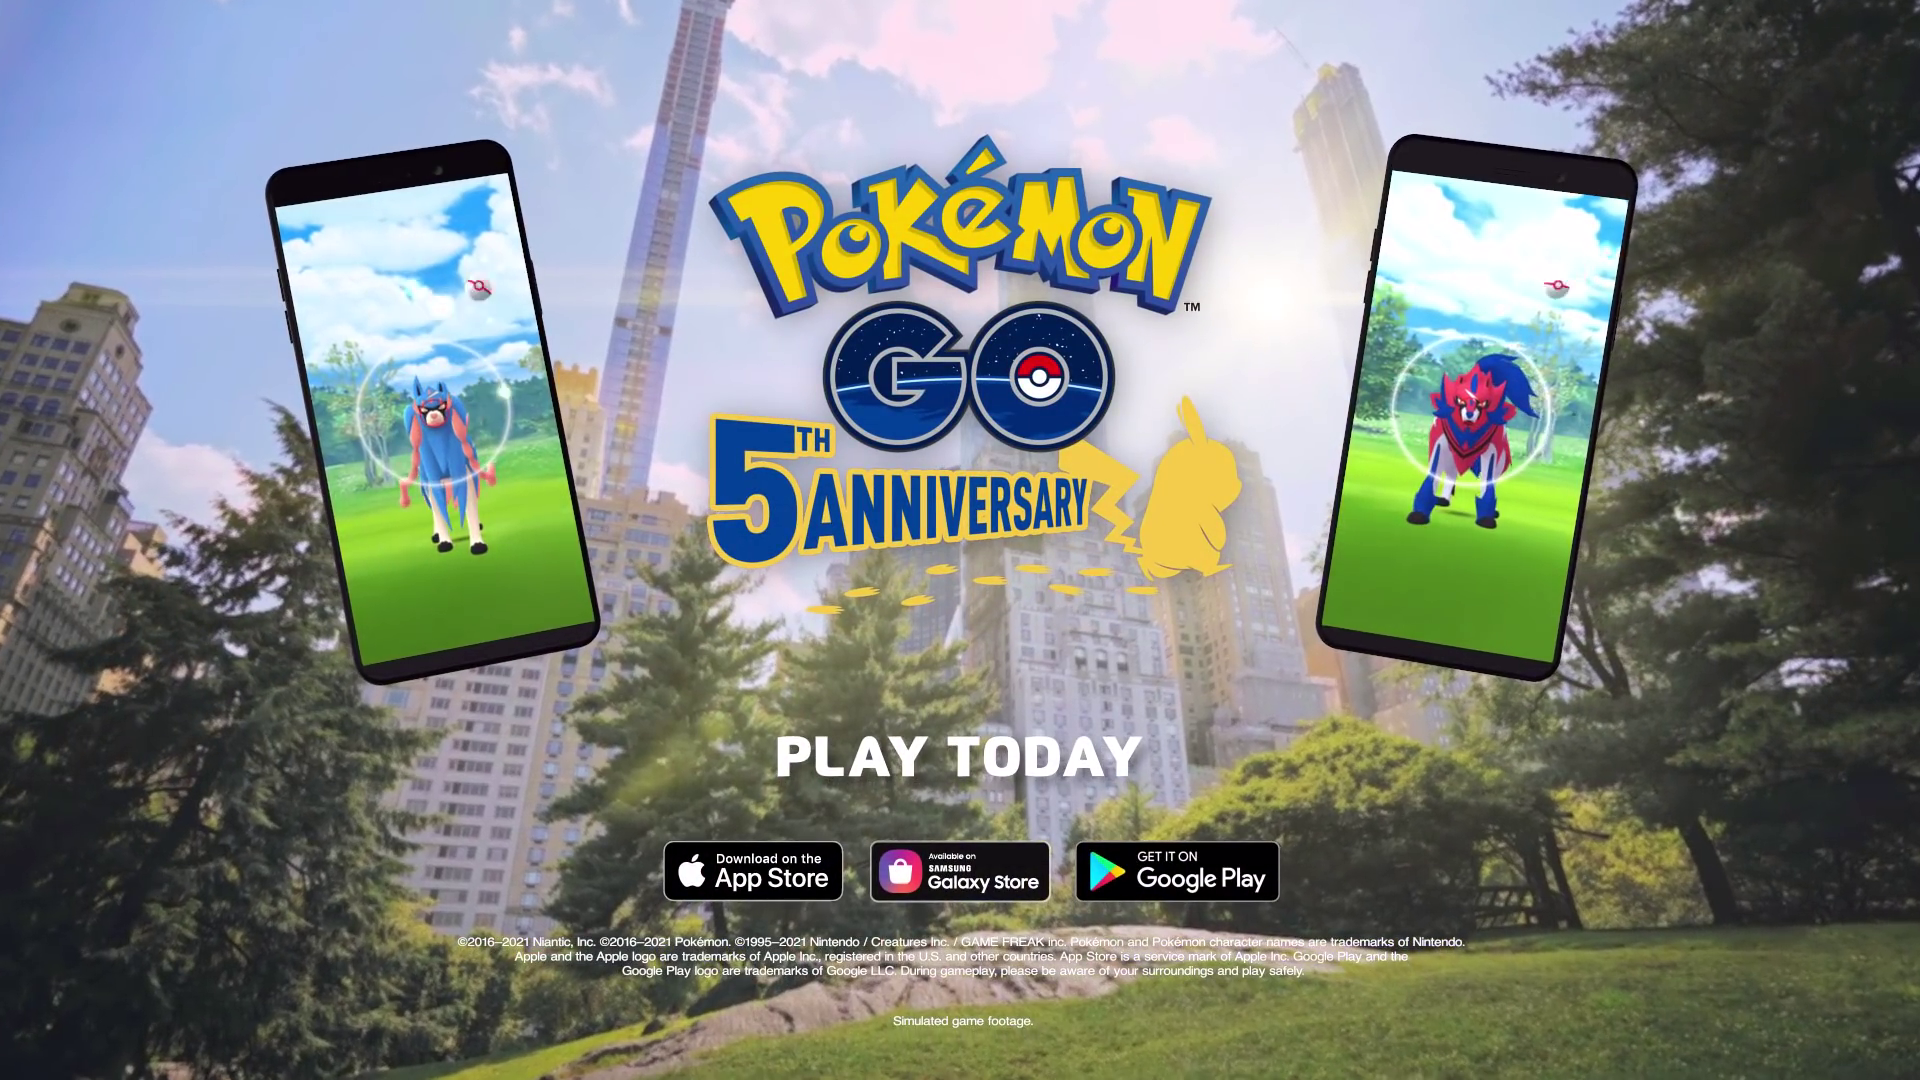 POKéMON
™
GO
5TH
ANNIVERSARY
PLAY TODAY
Download on the
App Store
Available on
SAMSUNG
Galaxy Store
GET IT ON
Google Play
©2016–2021 Niantic, Inc. ©2016–2021 Pokémon. ©1995–2021 Nintendo / Creatures Inc. / GAME FREAK inc. Pokémon and Pokémon character names are trademarks of Nintendo.
Apple and the Apple logo are trademarks of Apple Inc., registered in the U.S. and other countries. App Store is a service mark of Apple Inc. Google Play and the
Google Play logo are trademarks of Google LLC. During gameplay, please be aware of your surroundings and play safely.
Simulated game footage.